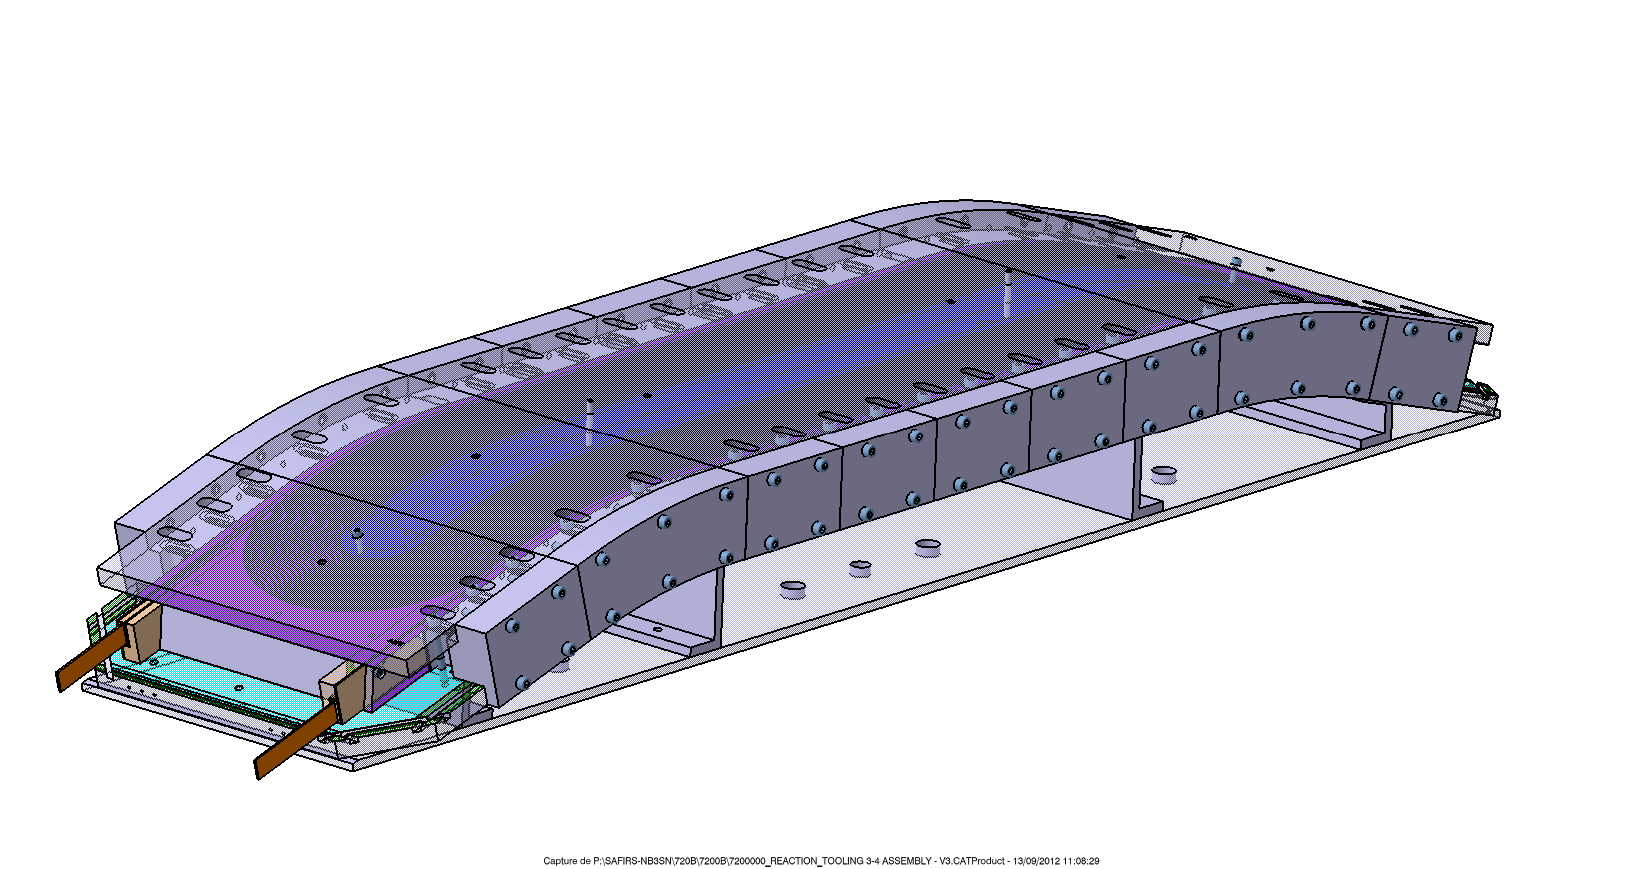 Capture de P:\SAFIRS-NB3SN\720B\7200B\7200000_REACTION_TOOLING 3-4 ASSEMBLY - V3.CATProduct - 13/09/2012 11:08:29